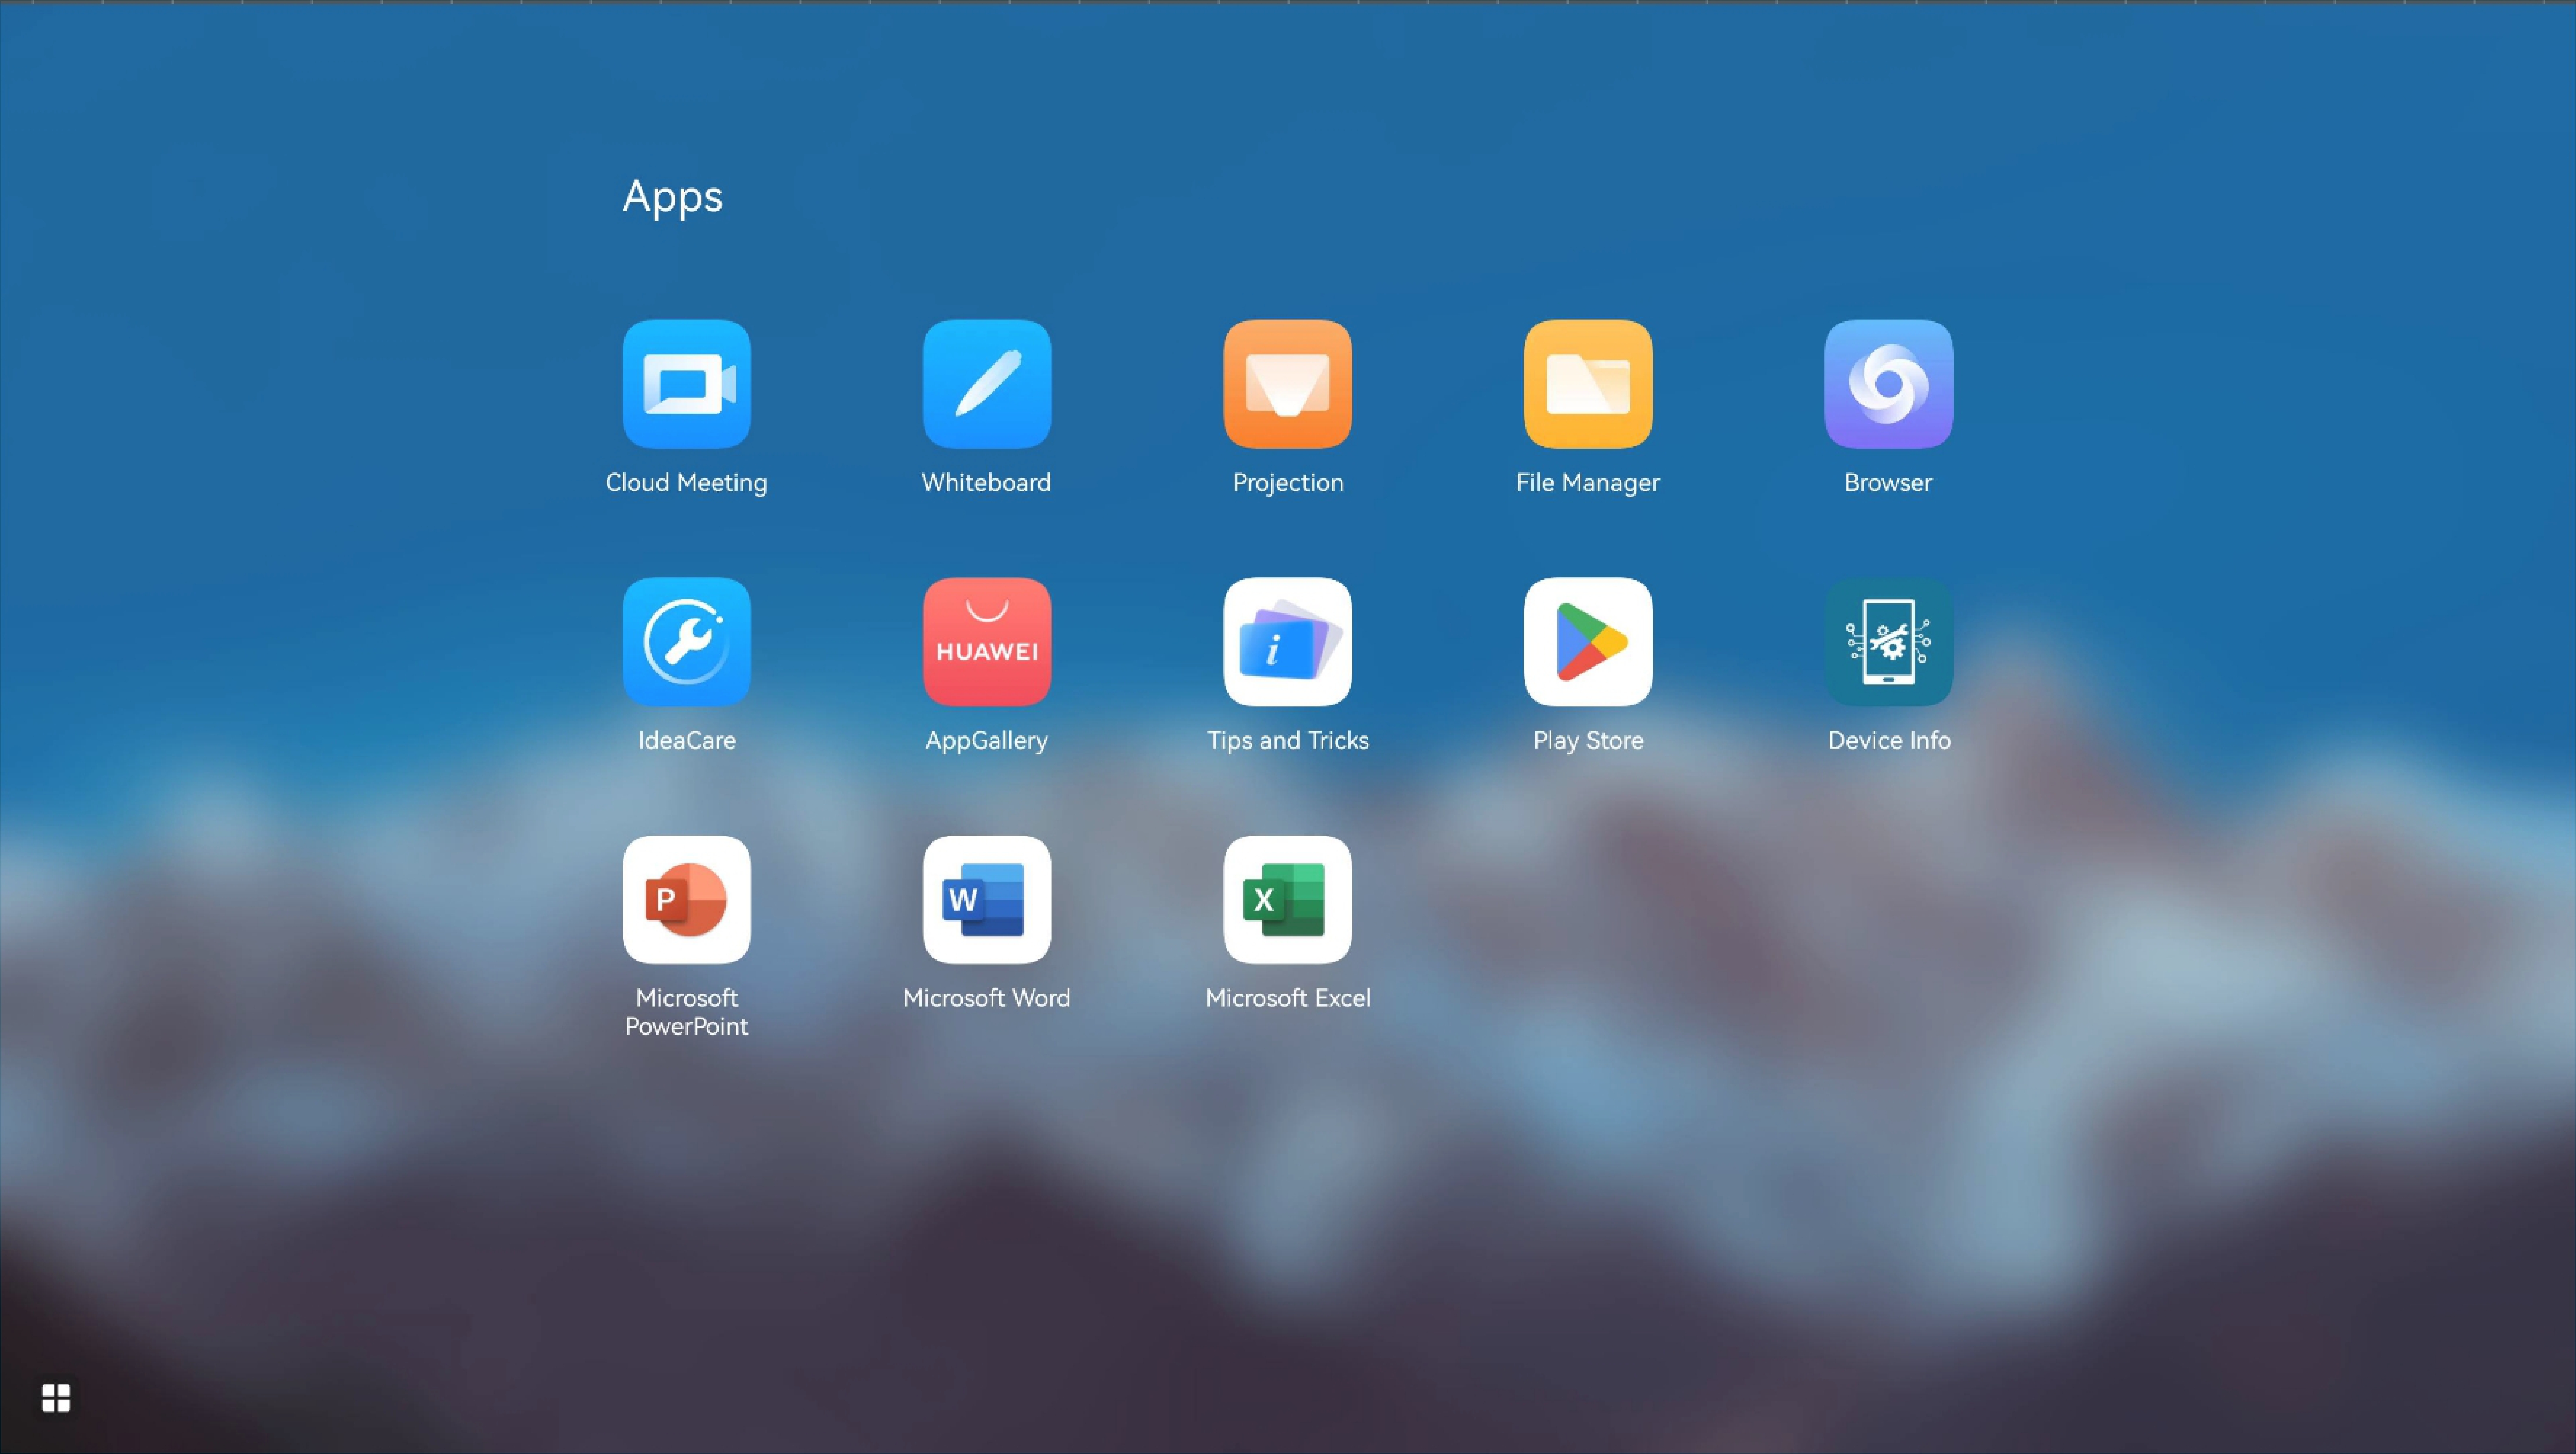 Apps
Cloud Meeting
Whiteboard
Projection
File Manager
Browser
HUAWEI
i
IdeaCare
AppGallery
Tips and Tricks
Play Store
Device Info
P
W
X
Microsoft
PowerPoint
Microsoft Word
Microsoft Excel